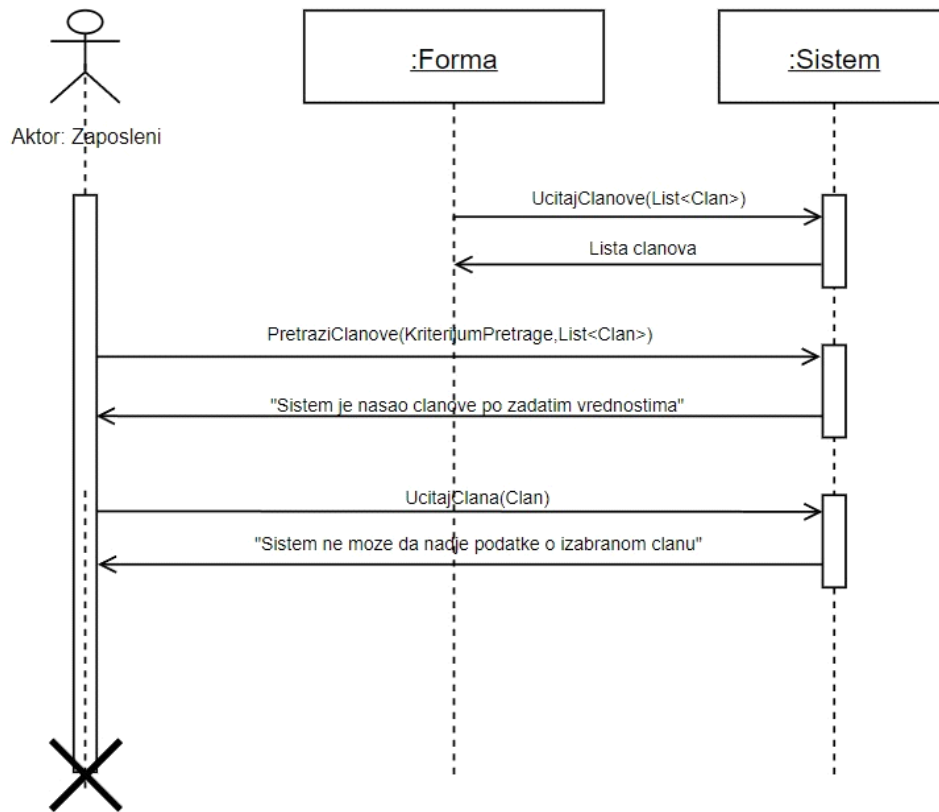 :Forma
:Sistem
Aktor: Zaposleni
UcitajClanove(List<Clan>)
Lista clanova
PretraziClanove(KriterijumPretrage,List<Clan>)
"Sistem je nasao clanove po zadatim vrednostima"
UcitajClana(Clan)
"Sistem ne moze da nadje podatke o izabranom clanu"